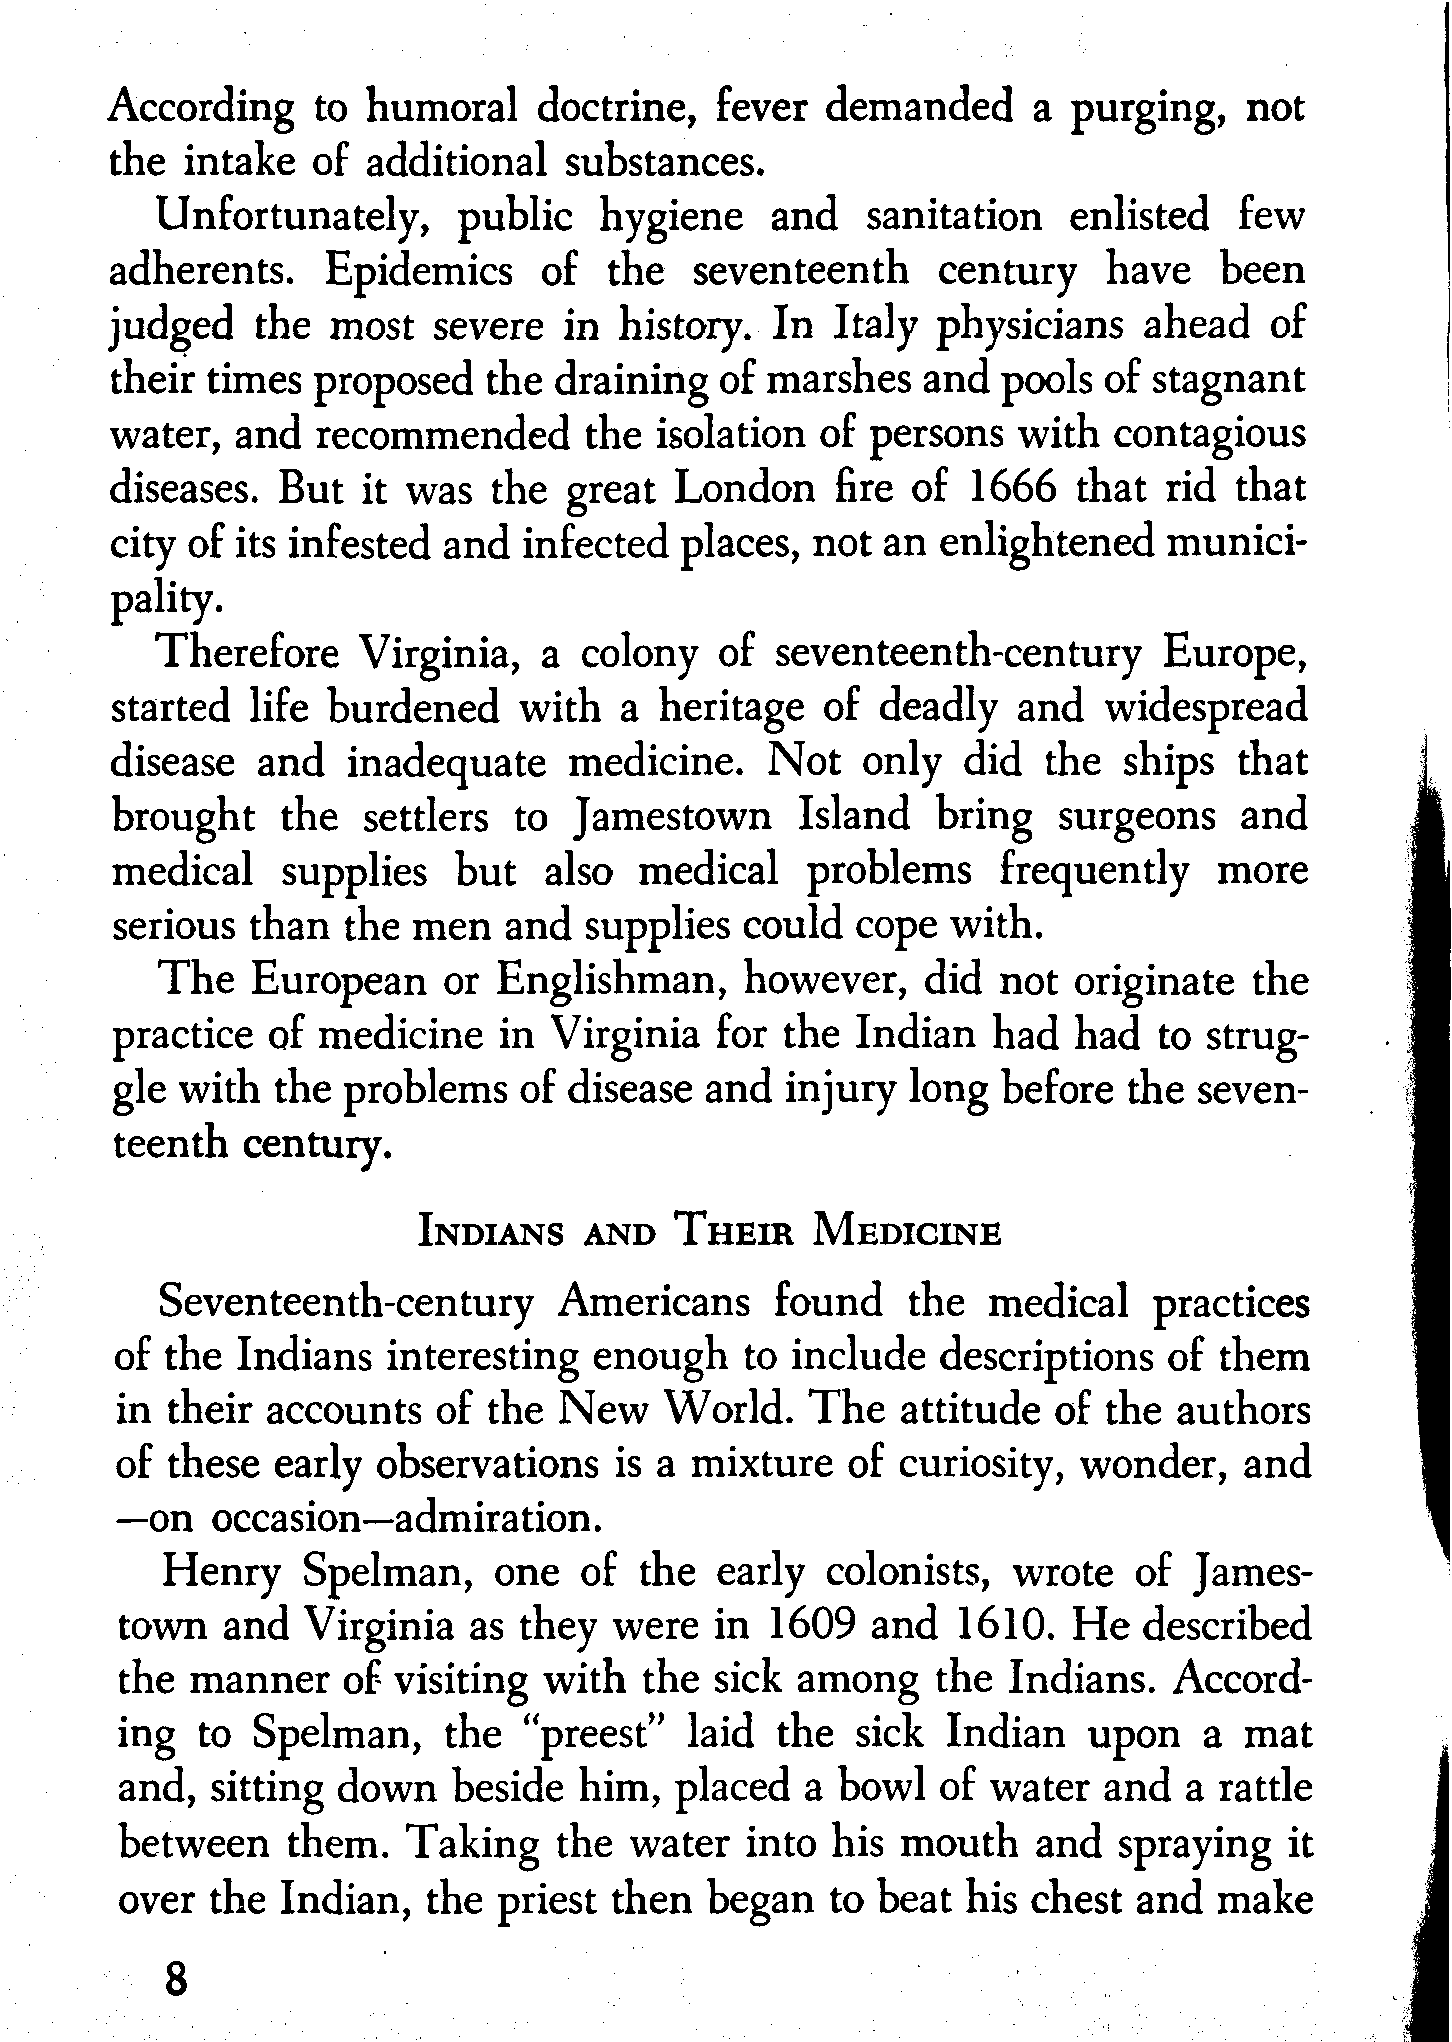 According to humoral doctrine, fever demanded a purging, not
the intake of additional substances.
Unfortunately, public hygiene and sanitation enlisted few
adherents. Epidemics of the seventeenth century have been
judged the most severe in history. In Italy physicians ahead of
their times proposed the draining of marshes and pools of stagnant
water, and recommended the isolation of persons with contagious
diseases. But it was the great London fire of 1666 that rid that
city of its infested and infected places, not an enlightened munici-
pality.
Therefore Virginia, a colony of seventeenth-century Europe,
started life burdened with a heritage of deadly and widespread
disease and inadequate medicine. Not only did the ships that
brought the settlers to Jamestown Island bring surgeons and
medical supplies but also medical problems frequently more
serious than the men and supplies could cope with.
The European or Englishman, however, did not originate the
practice of medicine in Virginia for the Indian had had to strug-
gle with the problems of disease and injury long before the seven-
teenth century.
INDIANS AND THEIR MEDICINE
Seventeenth-century Americans found the medical practices
of the Indians interesting enough to include descriptions of them
in their accounts of the New World. The attitude of the authors
of these early observations is a mixture of curiosity, wonder, and
—on occasion—admiration.
Henry Spelman, one of the early colonists, wrote of James-
town and Virginia as they were in 1609 and 1610. He described
the manner of visiting with the sick among the Indians. Accord-
ing to Spelman, the “preest” laid the sick Indian upon a mat
and, sitting down beside him, placed a bowl of water and a rattle
between them. Taking the water into his mouth and spraying it
over the Indian, the priest then began to beat his chest and make
8